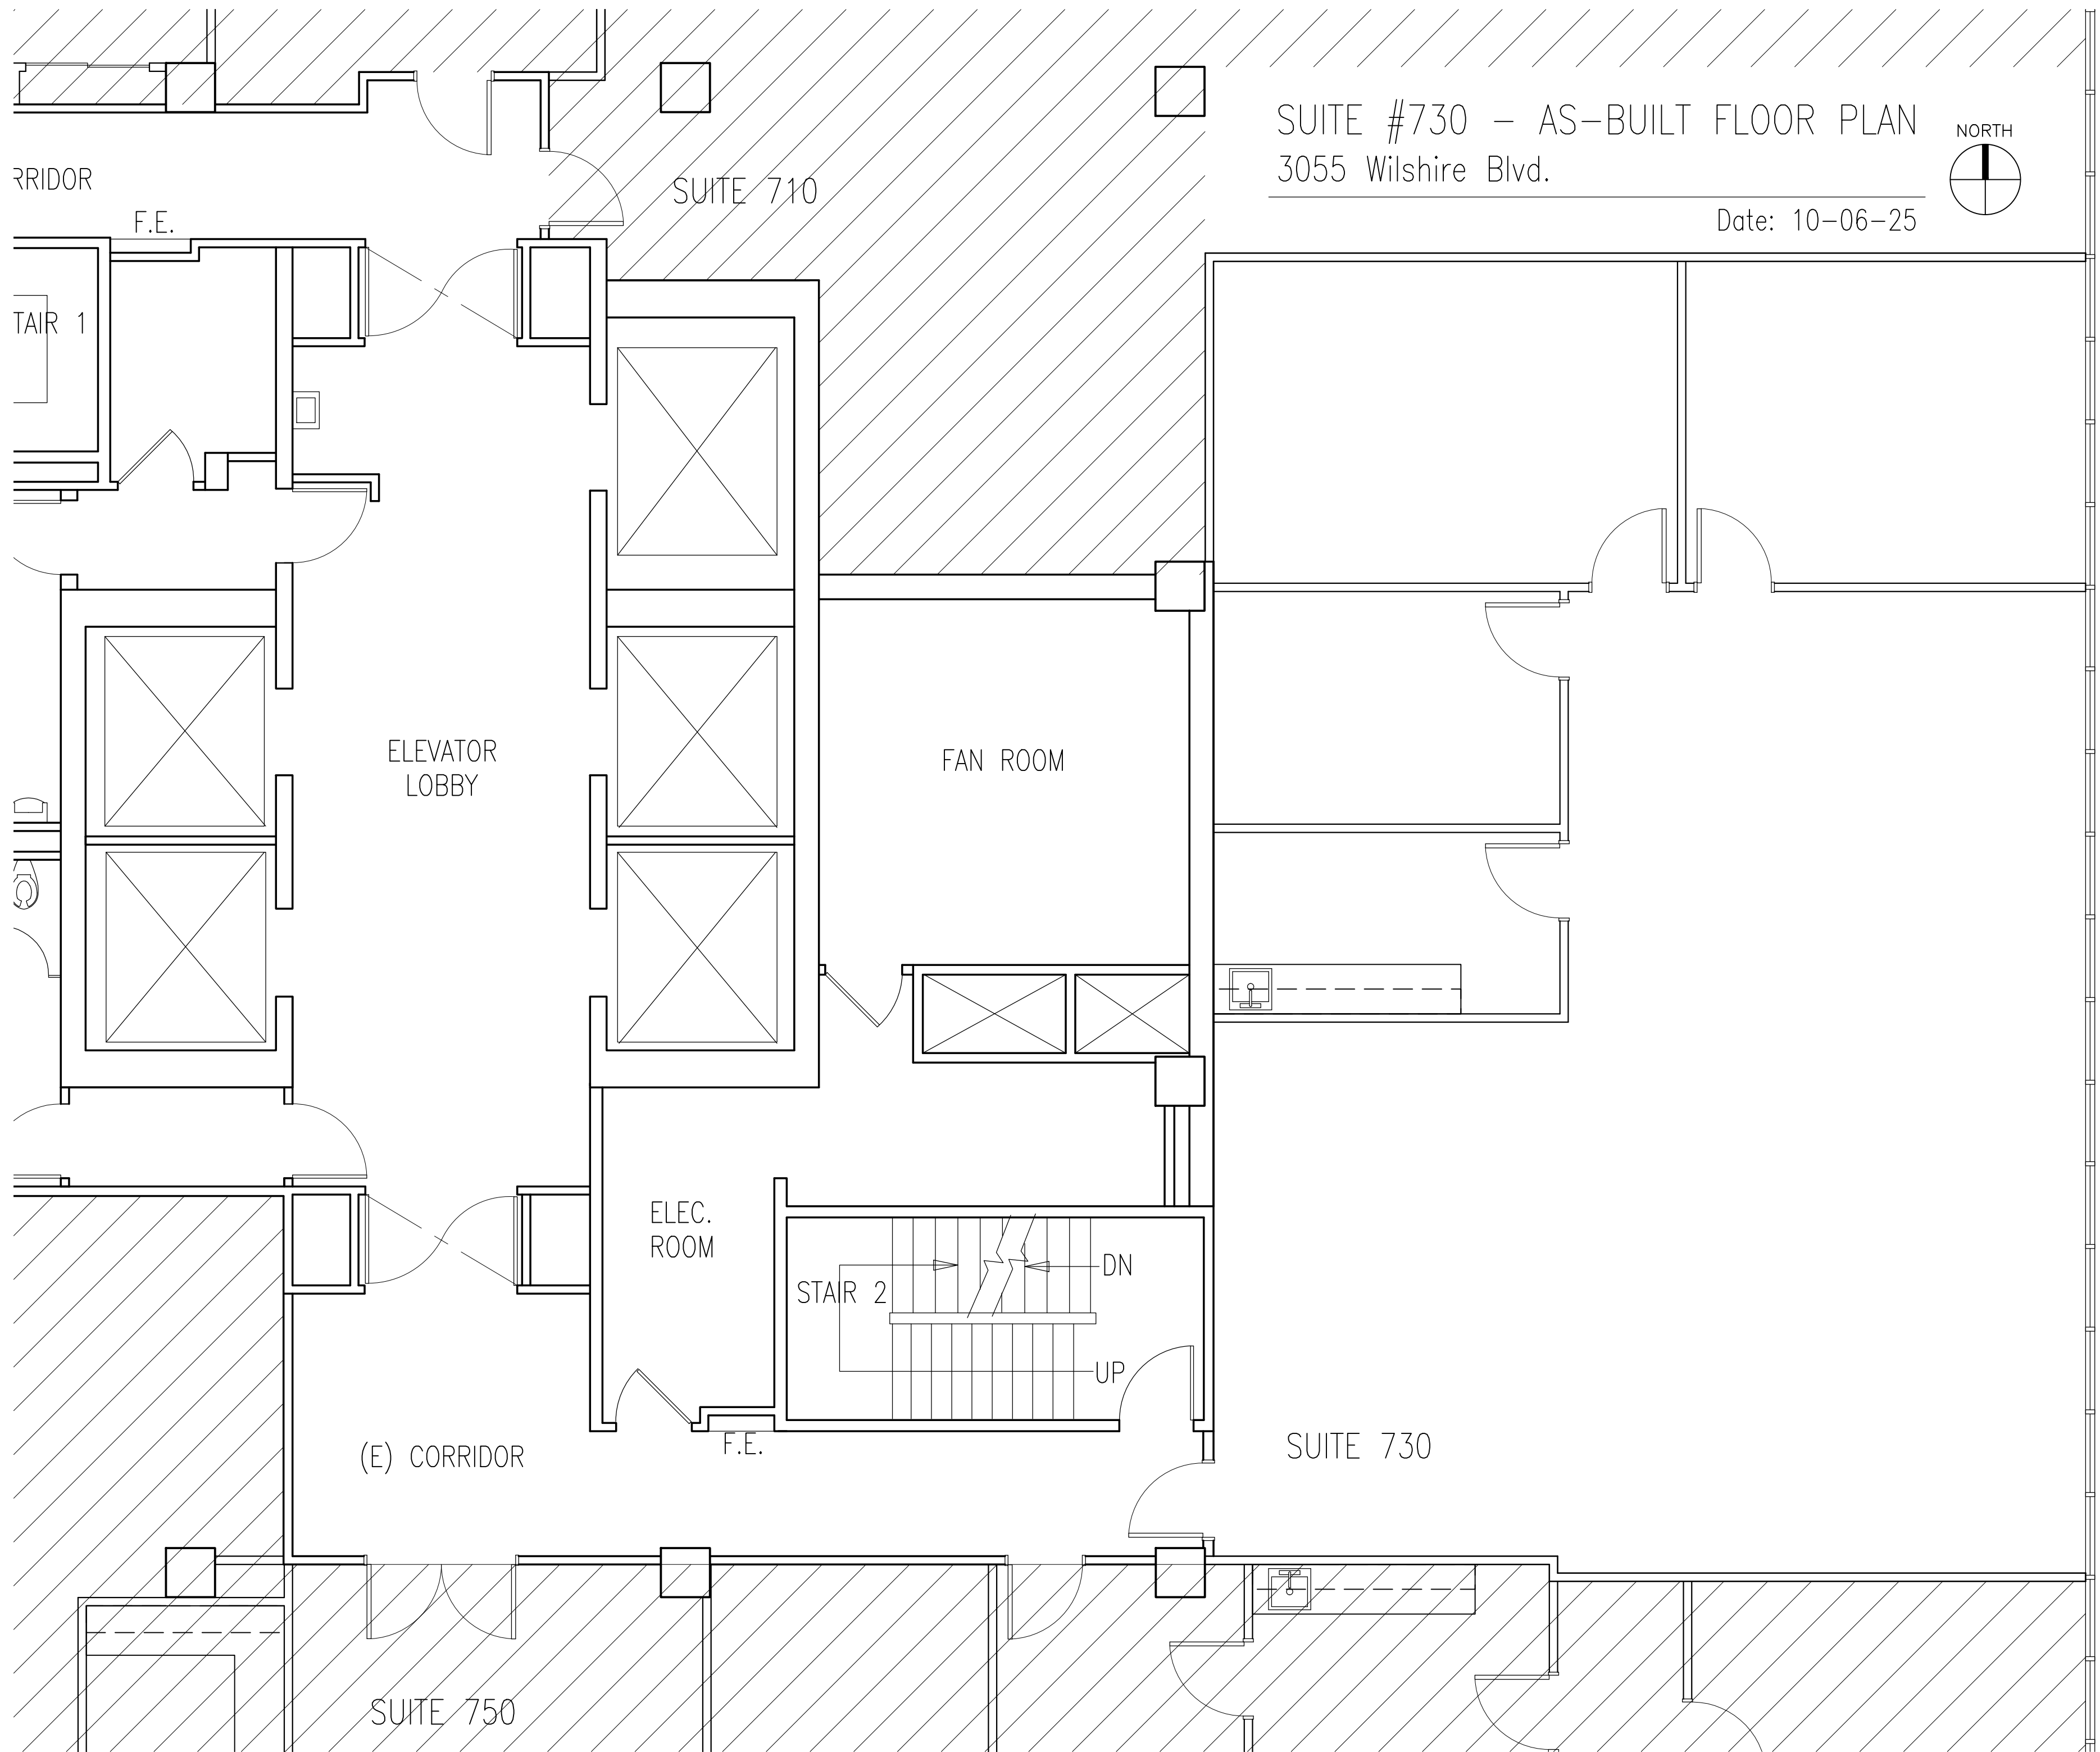 SUITE #730 - AS-BUILT FLOOR PLAN
3055 Wilshire Blvd.
NORTH
Date: 10-06-25
RRIDOR
SUITE 710
F.E.
TAIR 1
ELEVATOR
LOBBY
FAN ROOM
ELEC.
ROOM
STAIR 2
DN
UP
F.E.
(E) CORRIDOR
SUITE 730
SUITE 750